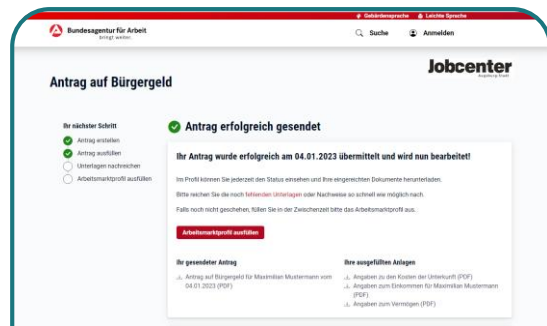 Gebärdensprache Leichte Sprache
Bundesagentur für Arbeit
bringt weiter.
Suche Anmelden
Jobcenter
Antrag auf Bürgergeld
Ihr nächster Schritt
Antrag erstellen
Antrag ausfüllen
Unterlagen nachreichen
Arbeitsmarktprofil ausfüllen
Antrag erfolgreich gesendet
Ihr Antrag wurde erfolgreich am 04.01.2023 übermittelt und wird nun bearbeitet!
Im Profil können Sie jederzeit den Status einsehen und Ihre eingereichten Dokumente herunterladen.
Bitte reichen Sie die noch fehlenden Unterlagen oder Nachweise so schnell wie möglich nach.
Falls noch nicht geschehen, füllen Sie in der Zwischenzeit bitte das Arbeitsmarktprofil aus.
Arbeitsmarktprofil ausfüllen
Ihr gesendeter Antrag
Antrag auf Bürgergeld für Maximilian Mustermann vom
04.01.2023 (PDF)
Ihre ausgefüllten Anlagen
Angaben zu den Kosten der Unterkunft (PDF)
Angaben zum Einkommen für Maximilian Mustermann
(PDF)
Angaben zum Vermögen (PDF)